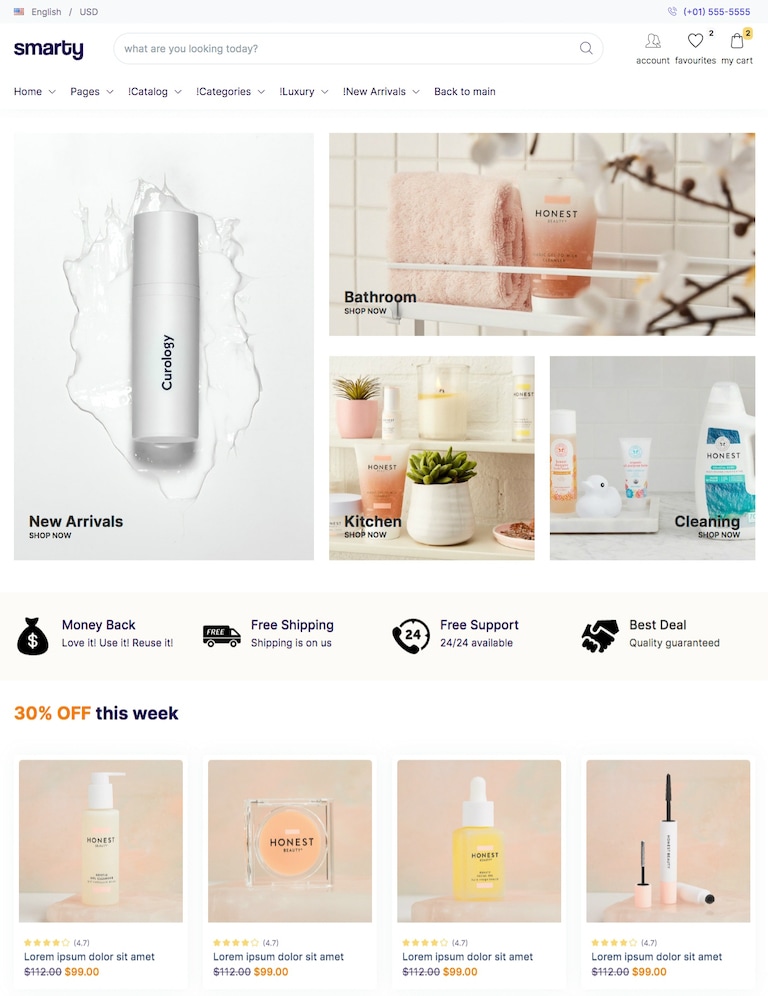 English / USD
(+01) 555-5555
smarty
what are you looking today?
account
favourites
2
my cart
2
Home
Pages
!Catalog
!Categories
!Luxury
!New Arrivals
Back to main
Curology
New Arrivals
SHOP NOW
HONEST
BEAUTY
Bathroom
SHOP NOW
HONEST
HONEST
Kitchen
SHOP NOW
HONEST
Cleaning
SHOP NOW
Money Back
Love it! Use it! Reuse it!
FREE
Free Shipping
Shipping is on us
24
Free Support
24/24 available
Best Deal
Quality guaranteed
30% OFF this week
HONEST
BEAUTY
HONEST
BEAUTY
HONEST
BEAUTY
HONEST BEAUTY
(4.7)
Lorem ipsum dolor sit amet
$112.00 $99.00
(4.7)
Lorem ipsum dolor sit amet
$112.00 $99.00
(4.7)
Lorem ipsum dolor sit amet
$112.00 $99.00
(4.7)
Lorem ipsum dolor sit amet
$112.00 $99.00